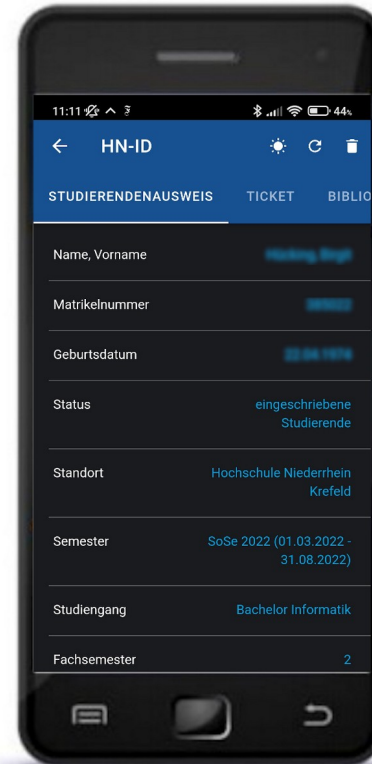 11:11 44%
HN-ID
STUDIERENDENAUSWEIS TICKET BIBLIO
Name, Vorname
Matrikelnummer
Geburtsdatum
Status eingeschriebene
Studierende
Standort Hochschule Niederrhein
Krefeld
Semester SoSe 2022 (01.03.2022 -
31.08.2022)
Studiengang Bachelor Informatik
Fachsemester 2